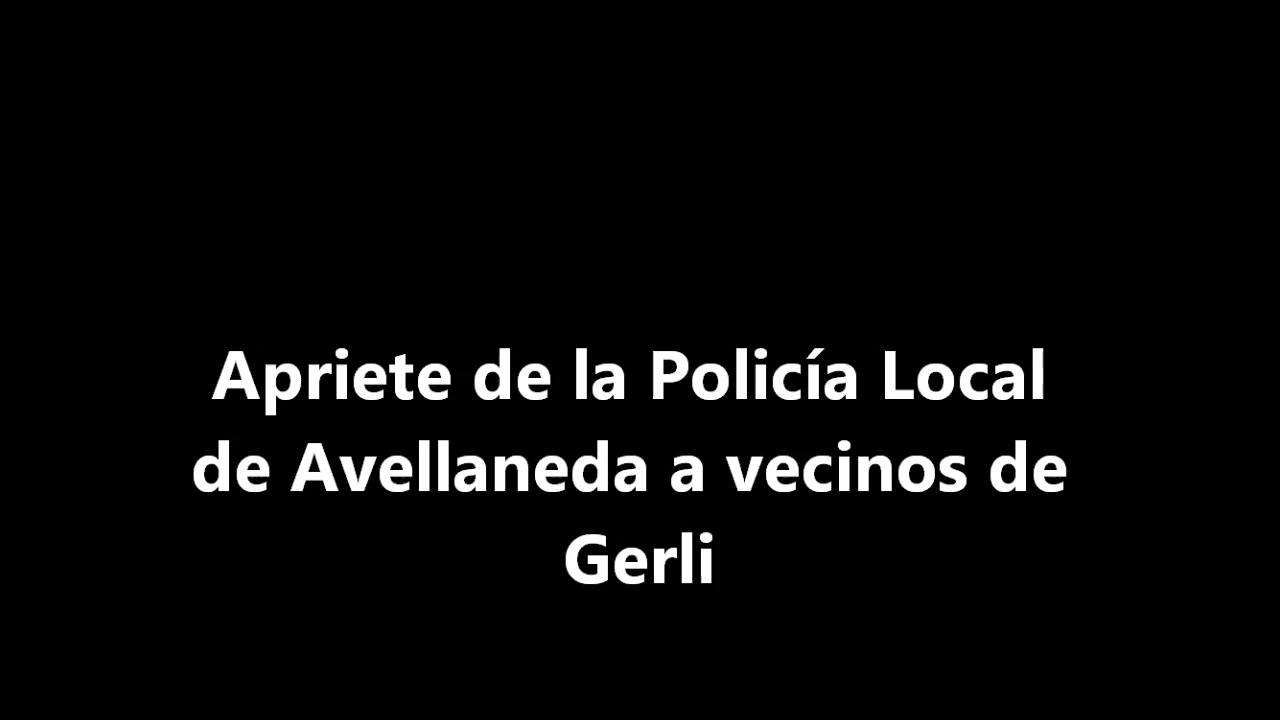 Apriete de la Policía Local
de Avellaneda a vecinos de
Gerli